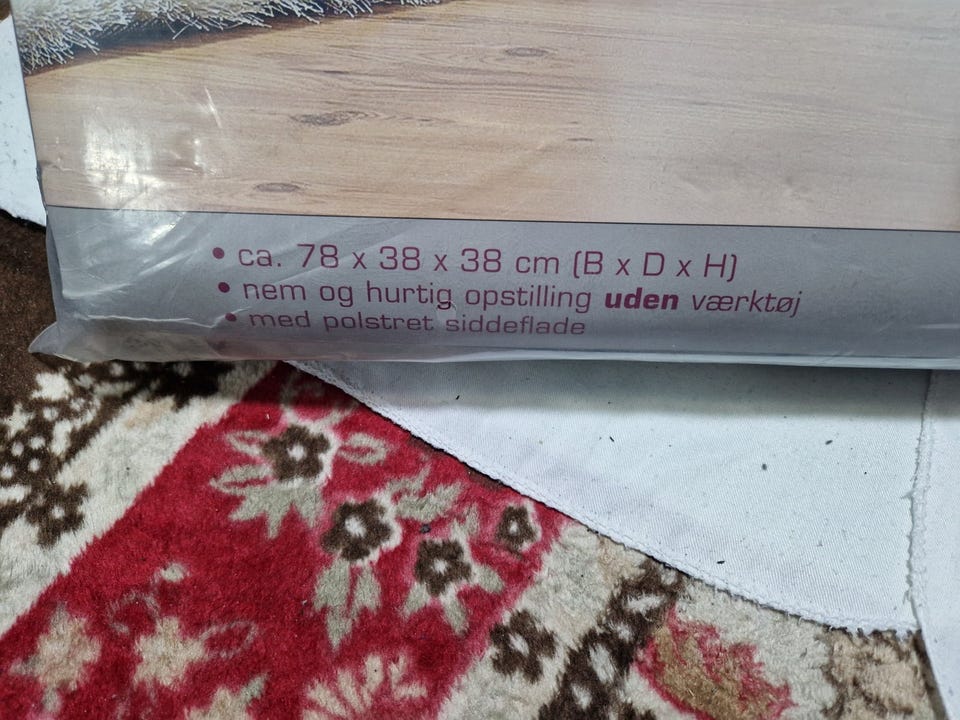 • ca. 78 x 38 x 38 cm (B x D x H)
• nem og hurtig opstilling uden værktøj
• med polstret siddeflade